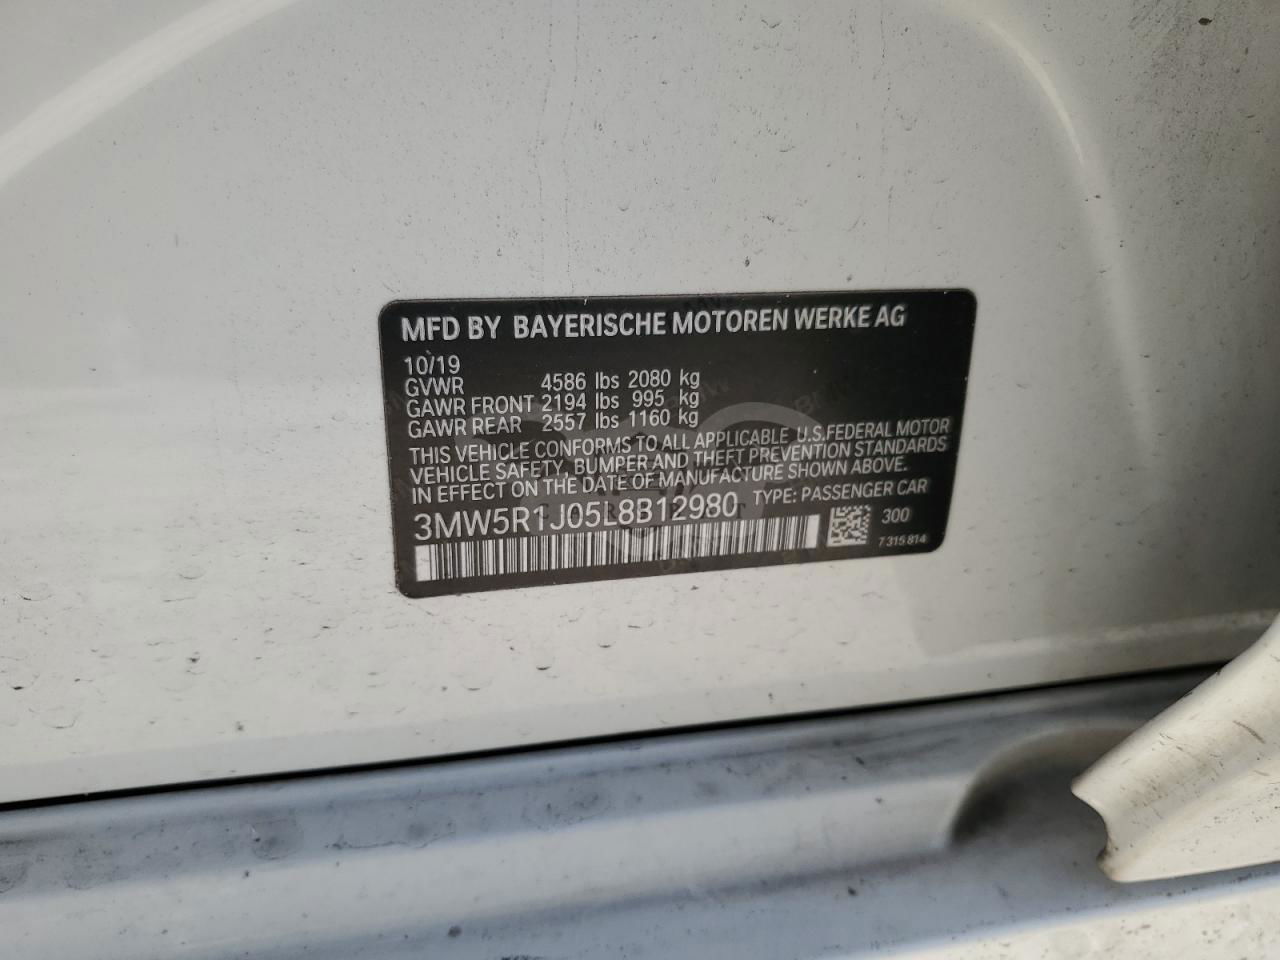 MFD BY BAYERISCHE MOTOREN WERKE AG
10/19
GVWR 4586 lbs 2080 kg
GAWR FRONT 2194 lbs 995 kg
GAWR REAR 2557 lbs 1160 kg
THIS VEHICLE CONFORMS TO ALL APPLICABLE U.S.FEDERAL MOTOR
VEHICLE SAFETY, BUMPER AND THEFT PREVENTION STANDARDS
IN EFFECT ON THE DATE OF MANUFACTURE SHOWN ABOVE.
3MW5R1J05L8B12980 TYPE: PASSENGER CAR
300
7 315 814